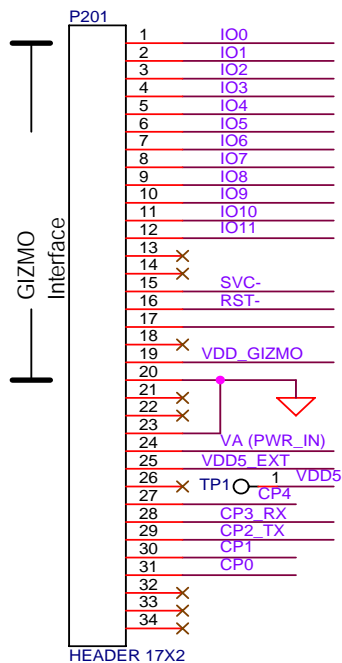 P201
1 IO0
2 IO1
3 IO2
4 IO3
5 IO4
6 IO5
7 IO6
8 IO7
9 IO8
10 IO9
11 IO10
12 IO11
13
14
15 SVC-
16 RST-
17
18
19 VDD_GIZMO
20
21
22
23
24 VA (PWR_IN)
25 VDD5_EXT
26 TP1 1 VDD5
27 CP4
28 CP3_RX
29 CP2_TX
30 CP1
31 CP0
32
33
34
GIZMO
Interface
HEADER 17X2